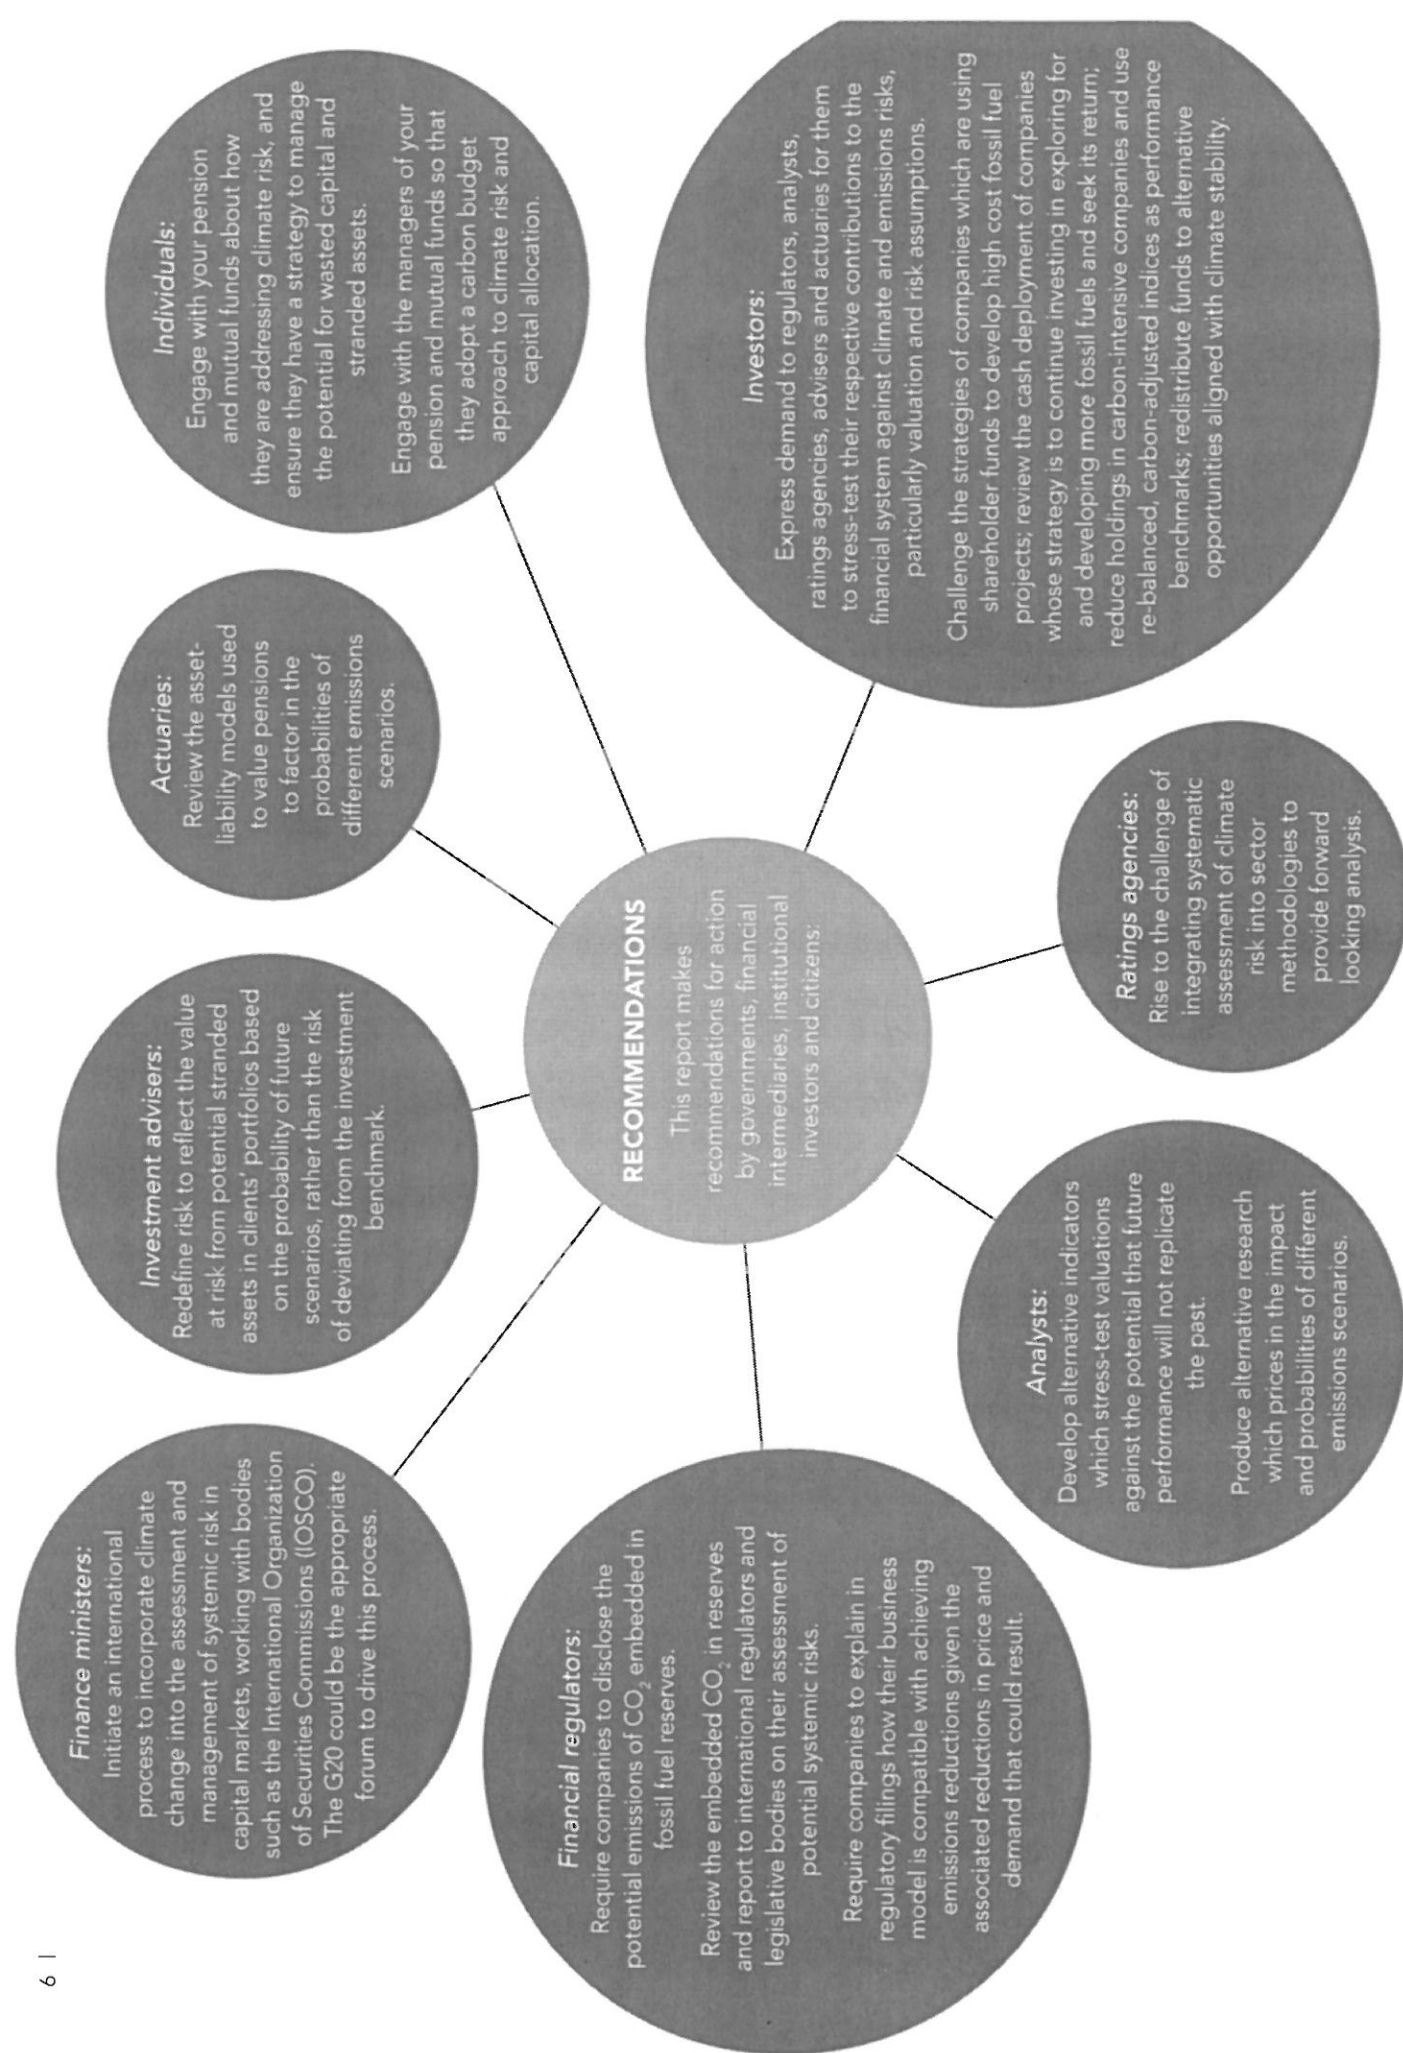 6 |
Finance ministers:
Initiate an international
process to incorporate climate
change into the assessment and
management of systemic risk in
capital markets, working with bodies
such as the International Organization
of Securities Commissions (IOSCO).
The G20 could be the appropriate
forum to drive this process.
Investment advisers:
Redefine risk to reflect the value
at risk from potential stranded
assets in clients' portfolios based
on the probability of future
scenarios, rather than the risk
of deviating from the investment
benchmark.
Actuaries:
Review the asset-
liability models used
to value pensions
to factor in the
probabilities of
different emissions
scenarios.
Individuals:
Engage with your pension
and mutual funds about how
they are addressing climate risk, and
ensure they have a strategy to manage
the potential for wasted capital and
stranded assets.
Engage with the managers of your
pension and mutual funds so that
they adopt a carbon budget
approach to climate risk and
capital allocation.
RECOMMENDATIONS
This report makes
recommendations for action
by governments, financial
intermediaries, institutional
investors and citizens:
Financial regulators:
Require companies to disclose the
potential emissions of CO₂ embedded in
fossil fuel reserves.
Review the embedded CO₂ in reserves
and report to international regulators and
legislative bodies on their assessment of
potential systemic risks.
Require companies to explain in
regulatory filings how their business
model is compatible with achieving
emissions reductions given the
associated reductions in price and
demand that could result.
Analysts:
Develop alternative indicators
which stress-test valuations
against the potential that future
performance will not replicate
the past.
Produce alternative research
which prices in the impact
and probabilities of different
emissions scenarios.
Ratings agencies:
Rise to the challenge of
integrating systematic
assessment of climate
risk into sector
methodologies to
provide forward
looking analysis.
Investors:
Express demand to regulators, analysts,
ratings agencies, advisers and actuaries for them
to stress-test their respective contributions to the
financial system against climate and emissions risks,
particularly valuation and risk assumptions.
Challenge the strategies of companies which are using
shareholder funds to develop high cost fossil fuel
projects; review the cash deployment of companies
whose strategy is to continue investing in exploring for
and developing more fossil fuels and seek its return;
reduce holdings in carbon-intensive companies and use
re-balanced, carbon-adjusted indices as performance
benchmarks; redistribute funds to alternative
opportunities aligned with climate stability.